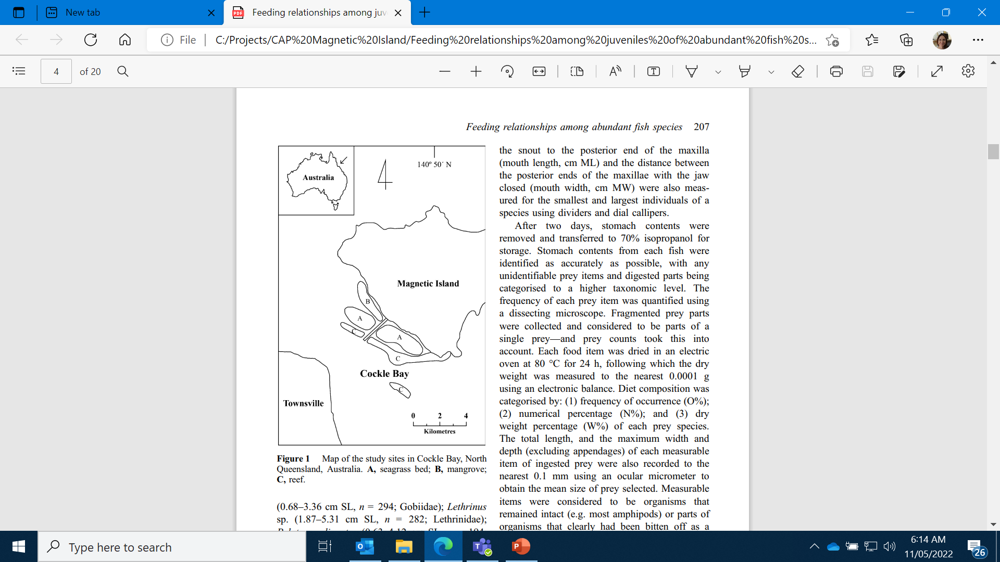 New tab
Feeding relationships among juv
File
C:/Projects/CAP%20Magnetic%20Island/Feeding%20relationships%20among%20juveniles%20of%20abundant%20fish%20s...
4 of 20
Feeding relationships among abundant fish species 207
Australia
4
140° 50´ N
Magnetic Island
B
A
C
A
C
Cockle Bay
C
Townsville
0 2 4
Kilometres
Figure 1 Map of the study sites in Cockle Bay, North
Queensland, Australia. A, seagrass bed; B, mangrove;
C, reef.
(0.68–3.36 cm SL, n = 294; Gobiidae); Lethrinus
sp. (1.87–5.31 cm SL, n = 282; Lethrinidae);
the snout to the posterior end of the maxilla
(mouth length, cm ML) and the distance between
the posterior ends of the maxillae with the jaw
closed (mouth width, cm MW) were also meas-
ured for the smallest and largest individuals of a
species using dividers and dial callipers.
After two days, stomach contents were
removed and transferred to 70% isopropanol for
storage. Stomach contents from each fish were
identified as accurately as possible, with any
unidentifiable prey items and digested parts being
categorised to a higher taxonomic level. The
frequency of each prey item was quantified using
a dissecting microscope. Fragmented prey parts
were collected and considered to be parts of a
single prey—and prey counts took this into
account. Each food item was dried in an electric
oven at 80 °C for 24 h, following which the dry
weight was measured to the nearest 0.0001 g
using an electronic balance. Diet composition was
categorised by: (1) frequency of occurrence (O%);
(2) numerical percentage (N%); and (3) dry
weight percentage (W%) of each prey species.
The total length, and the maximum width and
depth (excluding appendages) of each measurable
item of ingested prey were also recorded to the
nearest 0.1 mm using an ocular micrometer to
obtain the mean size of prey selected. Measurable
items were considered to be organisms that
remained intact (e.g. most amphipods) or parts of
organisms that clearly had been bitten off as a
Type here to search
6:14 AM
11/05/2022
26